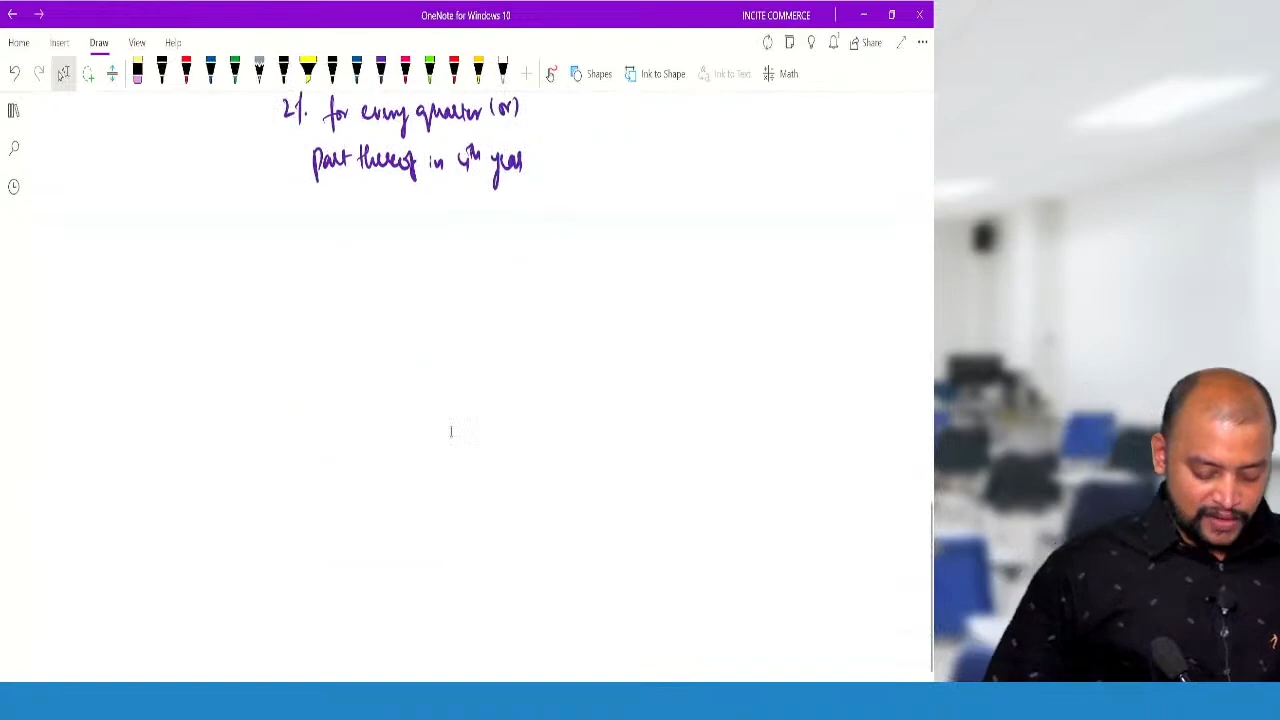 OneNote for Windows 10
INCITE COMMERCE
Home Insert Draw View Help
Share
Shapes
Ink to Shape
Ink to Text
Math
2%. for every quarter (or)
part thereof in 4th year